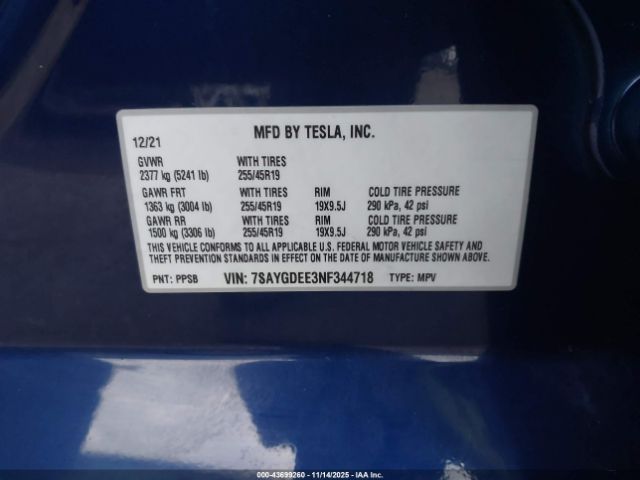 12/21 MFD BY TESLA, INC.
GVWR WITH TIRES
2377 kg (5241 lb) 255/45R19
GAWR FRT WITH TIRES RIM COLD TIRE PRESSURE
1363 kg (3004 lb) 255/45R19 19X9.5J 290 kPa, 42 psi
GAWR RR WITH TIRES RIM COLD TIRE PRESSURE
1500 kg (3306 lb) 255/45R19 19X9.5J 290 kPa, 42 psi
THIS VEHICLE CONFORMS TO ALL APPLICABLE U.S. FEDERAL MOTOR VEHICLE SAFETY AND
THEFT PREVENTION STANDARDS IN EFFECT ON THE DATE OF MANUFACTURE SHOWN ABOVE.
PNT: PPSB VIN: 7SAYGDEE3NF344718 TYPE: MPV
000-43699260 - 11/14/2025 - IAA Corp.